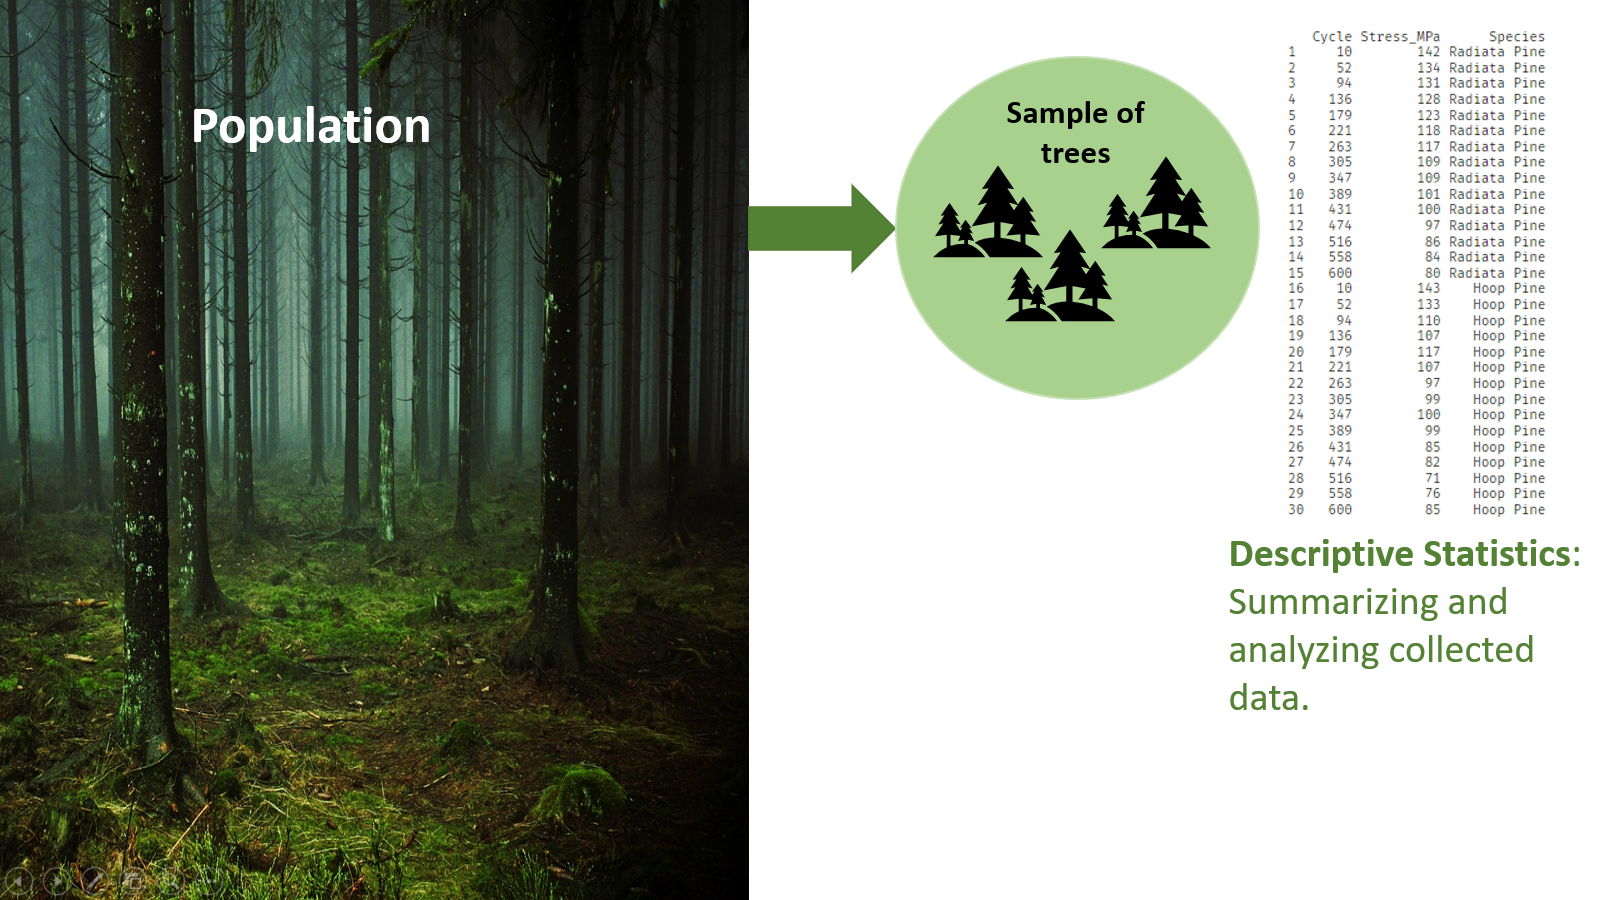 Population
Sample of
trees
Cycle Stress_MPa Species
1 10 142 Radiata Pine
2 52 134 Radiata Pine
3 94 131 Radiata Pine
4 136 128 Radiata Pine
5 179 123 Radiata Pine
6 221 118 Radiata Pine
7 263 117 Radiata Pine
8 305 109 Radiata Pine
9 347 109 Radiata Pine
10 389 101 Radiata Pine
11 431 100 Radiata Pine
12 474 97 Radiata Pine
13 516 86 Radiata Pine
14 558 84 Radiata Pine
15 600 80 Radiata Pine
16 10 143 Hoop Pine
17 52 133 Hoop Pine
18 94 110 Hoop Pine
19 136 107 Hoop Pine
20 179 117 Hoop Pine
21 221 107 Hoop Pine
22 263 97 Hoop Pine
23 305 99 Hoop Pine
24 347 100 Hoop Pine
25 389 99 Hoop Pine
26 431 85 Hoop Pine
27 474 82 Hoop Pine
28 516 71 Hoop Pine
29 558 76 Hoop Pine
30 600 85 Hoop Pine
Descriptive Statistics:
Summarizing and
analyzing collected
data.